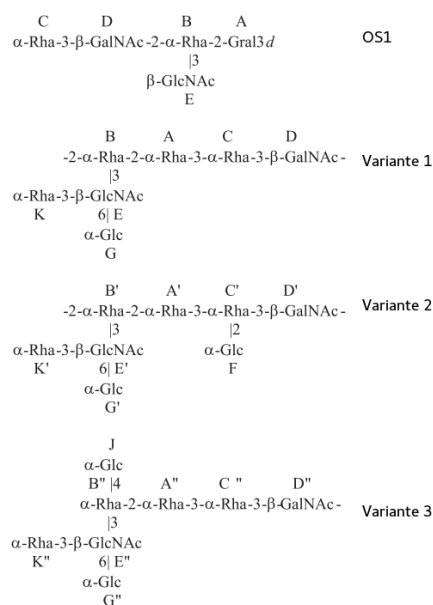 C D B A
α-Rha-3-β-GalNAc-2-α-Rha-2-Gral3d OS1
|3
β-GlcNAc
E
B A C D
-2-α-Rha-2-α-Rha-3-α-Rha-3-β-GalNAc- Variante 1
|3
α-Rha-3-β-GlcNAc
K 6| E
α-Glc
G
B' A' C' D'
-2-α-Rha-2-α-Rha-3-α-Rha-3-β-GalNAc- Variante 2
|3 |2
α-Rha-3-β-GlcNAc α-Glc
K' 6| E' F
α-Glc
G'
J
α-Glc
B" |4 A" C " D"
α-Rha-2-α-Rha-3-α-Rha-3-β-GalNAc- Variante 3
|3
α-Rha-3-β-GlcNAc
K" 6| E"
α-Glc
G"